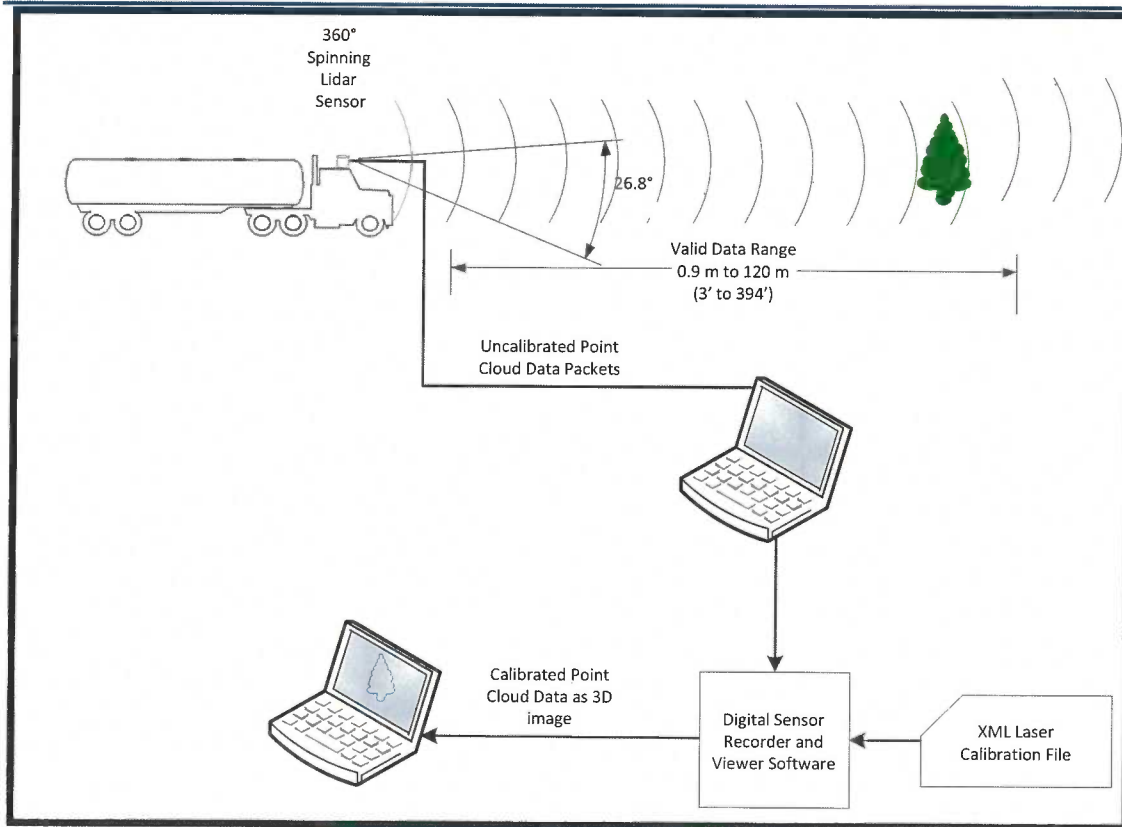 360°
Spinning
Lidar
Sensor
26.8°
Valid Data Range
0.9 m to 120 m
(3’ to 394’)
Uncalibrated Point
Cloud Data Packets
Calibrated Point
Cloud Data as 3D
image
Digital Sensor
Recorder and
Viewer Software
XML Laser
Calibration File